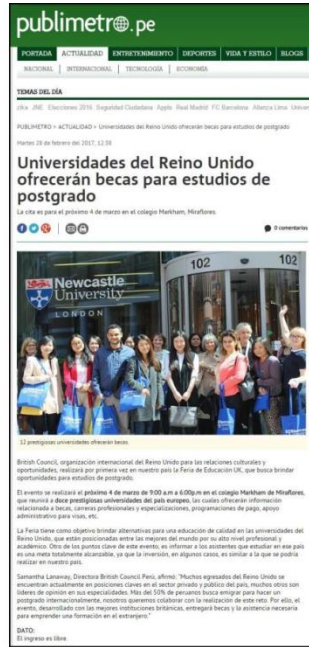 publimetro.pe
PORTADA ACTUALIDAD ENTRETENIMIENTO DEPORTES VIDA Y ESTILO BLOGS
NACIONAL INTERNACIONAL TECNOLOGÍA ECONOMÍA
TEMAS DEL DÍA
zika JNE Elecciones 2016 Seguridad Ciudadana Apple Real Madrid FC Barcelona Alianza Lima Univer
PUBLIMETRO > ACTUALIDAD > Universidades del Reino Unido ofrecerán becas para estudios de postgrado
Martes 28 de febrero del 2017, 12:38
Universidades del Reino Unido
ofrecerán becas para estudios de
postgrado
La cita es para el próximo 4 de marzo en el colegio Markham, Miraflores.
0 comentarios
Newcastle
University
LONDON
102 102
12 prestigiosas universidades ofrecerán becas.
British Council, organización internacional del Reino Unido para las relaciones culturales y
oportunidades, realizará por primera vez en nuestro país la Feria de Educación UK, que busca brindar
oportunidades para estudios de postgrado.
El evento se realizará el próximo 4 de marzo de 9:00 a.m a 6:00p.m en el colegio Markham de Miraflores,
que reunirá a doce prestigiosas universidades del país europeo, las cuales ofrecerán información
relacionada a becas, carreras profesionales y especializaciones, programaciones de pago, apoyo
administrativo para visas, etc.
La Feria tiene como objetivo brindar alternativas para una educación de calidad en las universidades del
Reino Unido, que están posicionadas entre las mejores del mundo por su alto nivel profesional y
académico. Otro de los puntos clave de este evento, es informar a los asistentes que estudiar en ese país
es una meta totalmente alcanzable, ya que la inversión, en algunos casos, es similar a la que se podría
realizar en nuestro país.
Samantha Lanaway, Directora British Council Perú, afirmó: "Muchos egresados del Reino Unido se
encuentran actualmente en posiciones claves en el sector privado y público del país, muchos otros son
líderes de opinión en sus especialidades. Más del 50% de peruanos busca emigrar para hacer un
postgrado internacionalmente, nosotros queremos colaborar con la realización de este reto. Por ello, el
evento, desarrollado con las mejores instituciones británicas, entregará becas y la asistencia necesaria
para emprender una formación en el extranjero."
DATO:
El ingreso es libre